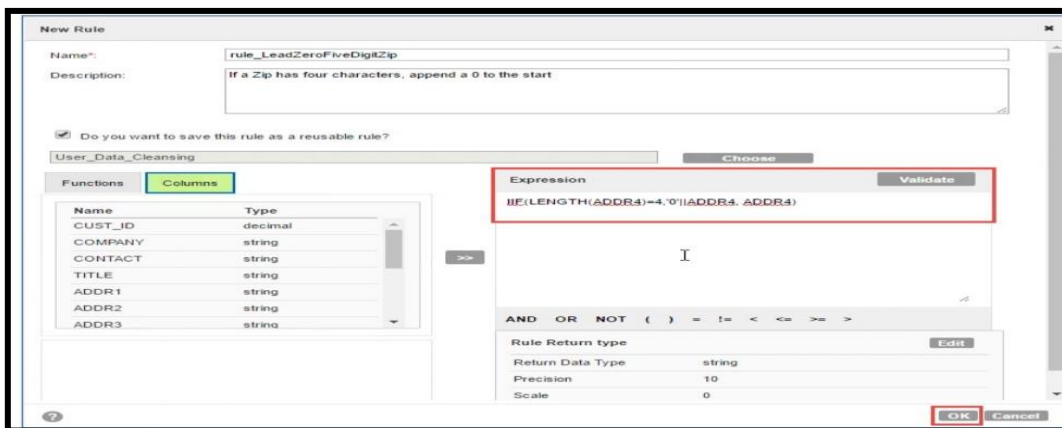 New Rule
Name*: rule_LeadZeroFiveDigitZip
Description: If a Zip has four characters, append a 0 to the start
Do you want to save this rule as a reusable rule?
User_Data_Cleansing Choose
Functions Columns
Name Type
CUST_ID decimal
COMPANY string
CONTACT string
TITLE string
ADDR1 string
ADDR2 string
ADDR3 string
>>
Expression Validate
IIF(LENGTH(ADDR4)=4,'0'||ADDR4, ADDR4)
AND OR NOT ( ) = != < <= >= >
Rule Return type Edit
Return Data Type string
Precision 10
Scale 0
? OK Cancel